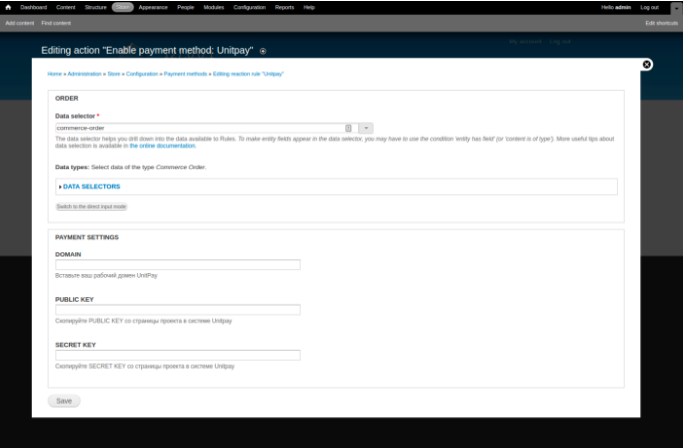 Dashboard Content Structure Store Appearance People Modules Configuration Reports Help Hello admin Log out
Add content Find content Edit shortcuts
My account Log out
Editing action "Enable payment method: Unitpay"
Home » Administration » Store » Configuration » Payment methods » Editing reaction rule "Unitpay"
ORDER
Data selector *
commerce-order
The data selector helps you drill down into the data available to Rules. To make entity fields appear in the data selector, you may have to use the condition 'entity has field' (or 'content is of type'). More useful tips about
data selection is available in the online documentation.
Data types: Select data of the type Commerce Order.
DATA SELECTORS
Switch to the direct input mode
PAYMENT SETTINGS
DOMAIN
Вставьте ваш рабочий домен UnitPay
PUBLIC KEY
Скопируйте PUBLIC KEY со страницы проекта в системе Unitpay
SECRET KEY
Скопируйте SECRET KEY со страницы проекта в системе Unitpay
Save